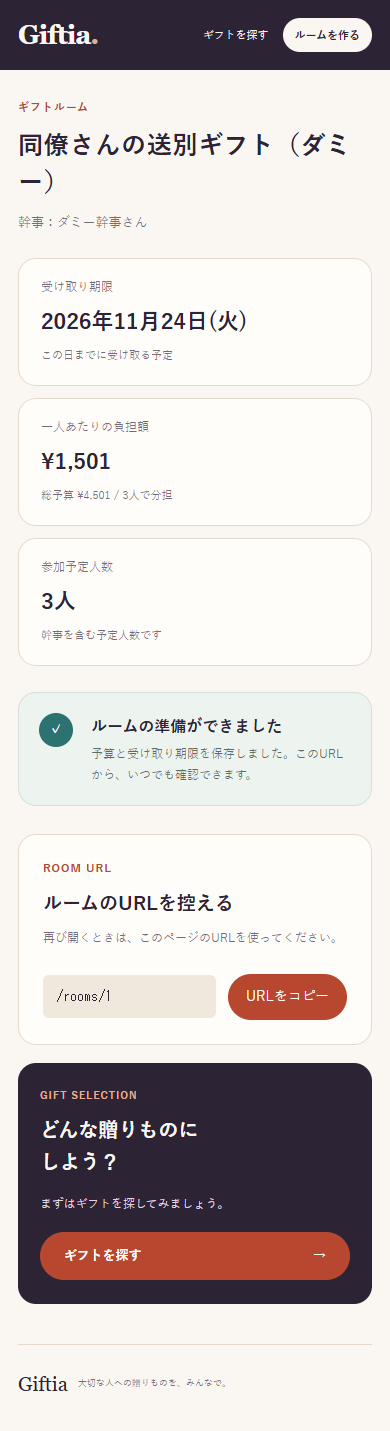 Giftia.
ギフトを探す
ルームを作る
ギフトルーム
同僚さんの送別ギフト（ダミ
ー）
幹事：ダミー幹事さん
受け取り期限
2026年11月24日(火)
この日までに受け取る予定
一人あたりの負担額
¥1,501
総予算 ¥4,501 / 3人で分担
参加予定人数
3人
幹事を含む予定人数です
✓
ルームの準備ができました
予算と受け取り期限を保存しました。このURL
から、いつでも確認できます。
ROOM URL
ルームのURLを控える
再び開くときは、このページのURLを使ってください。
/rooms/1
URLをコピー
GIFT SELECTION
どんな贈りものに
しよう？
まずはギフトを探してみましょう。
ギフトを探す →
Giftia
大切な人への贈りものを、みんなで。